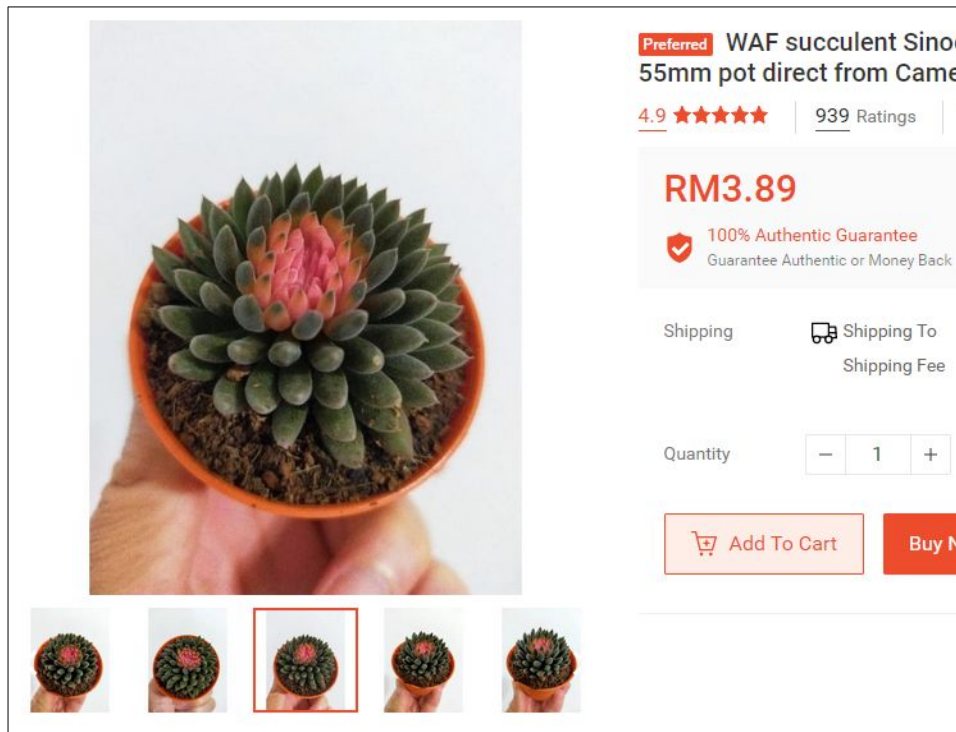 Preferred WAF succulent
55mm pot direct from
4.9 939 Ratings
RM3.89
100% Authentic Guarantee
Guarantee Authentic or Money Back
Shipping Shipping To
Shipping Fee
Quantity 1
Add To Cart Buy